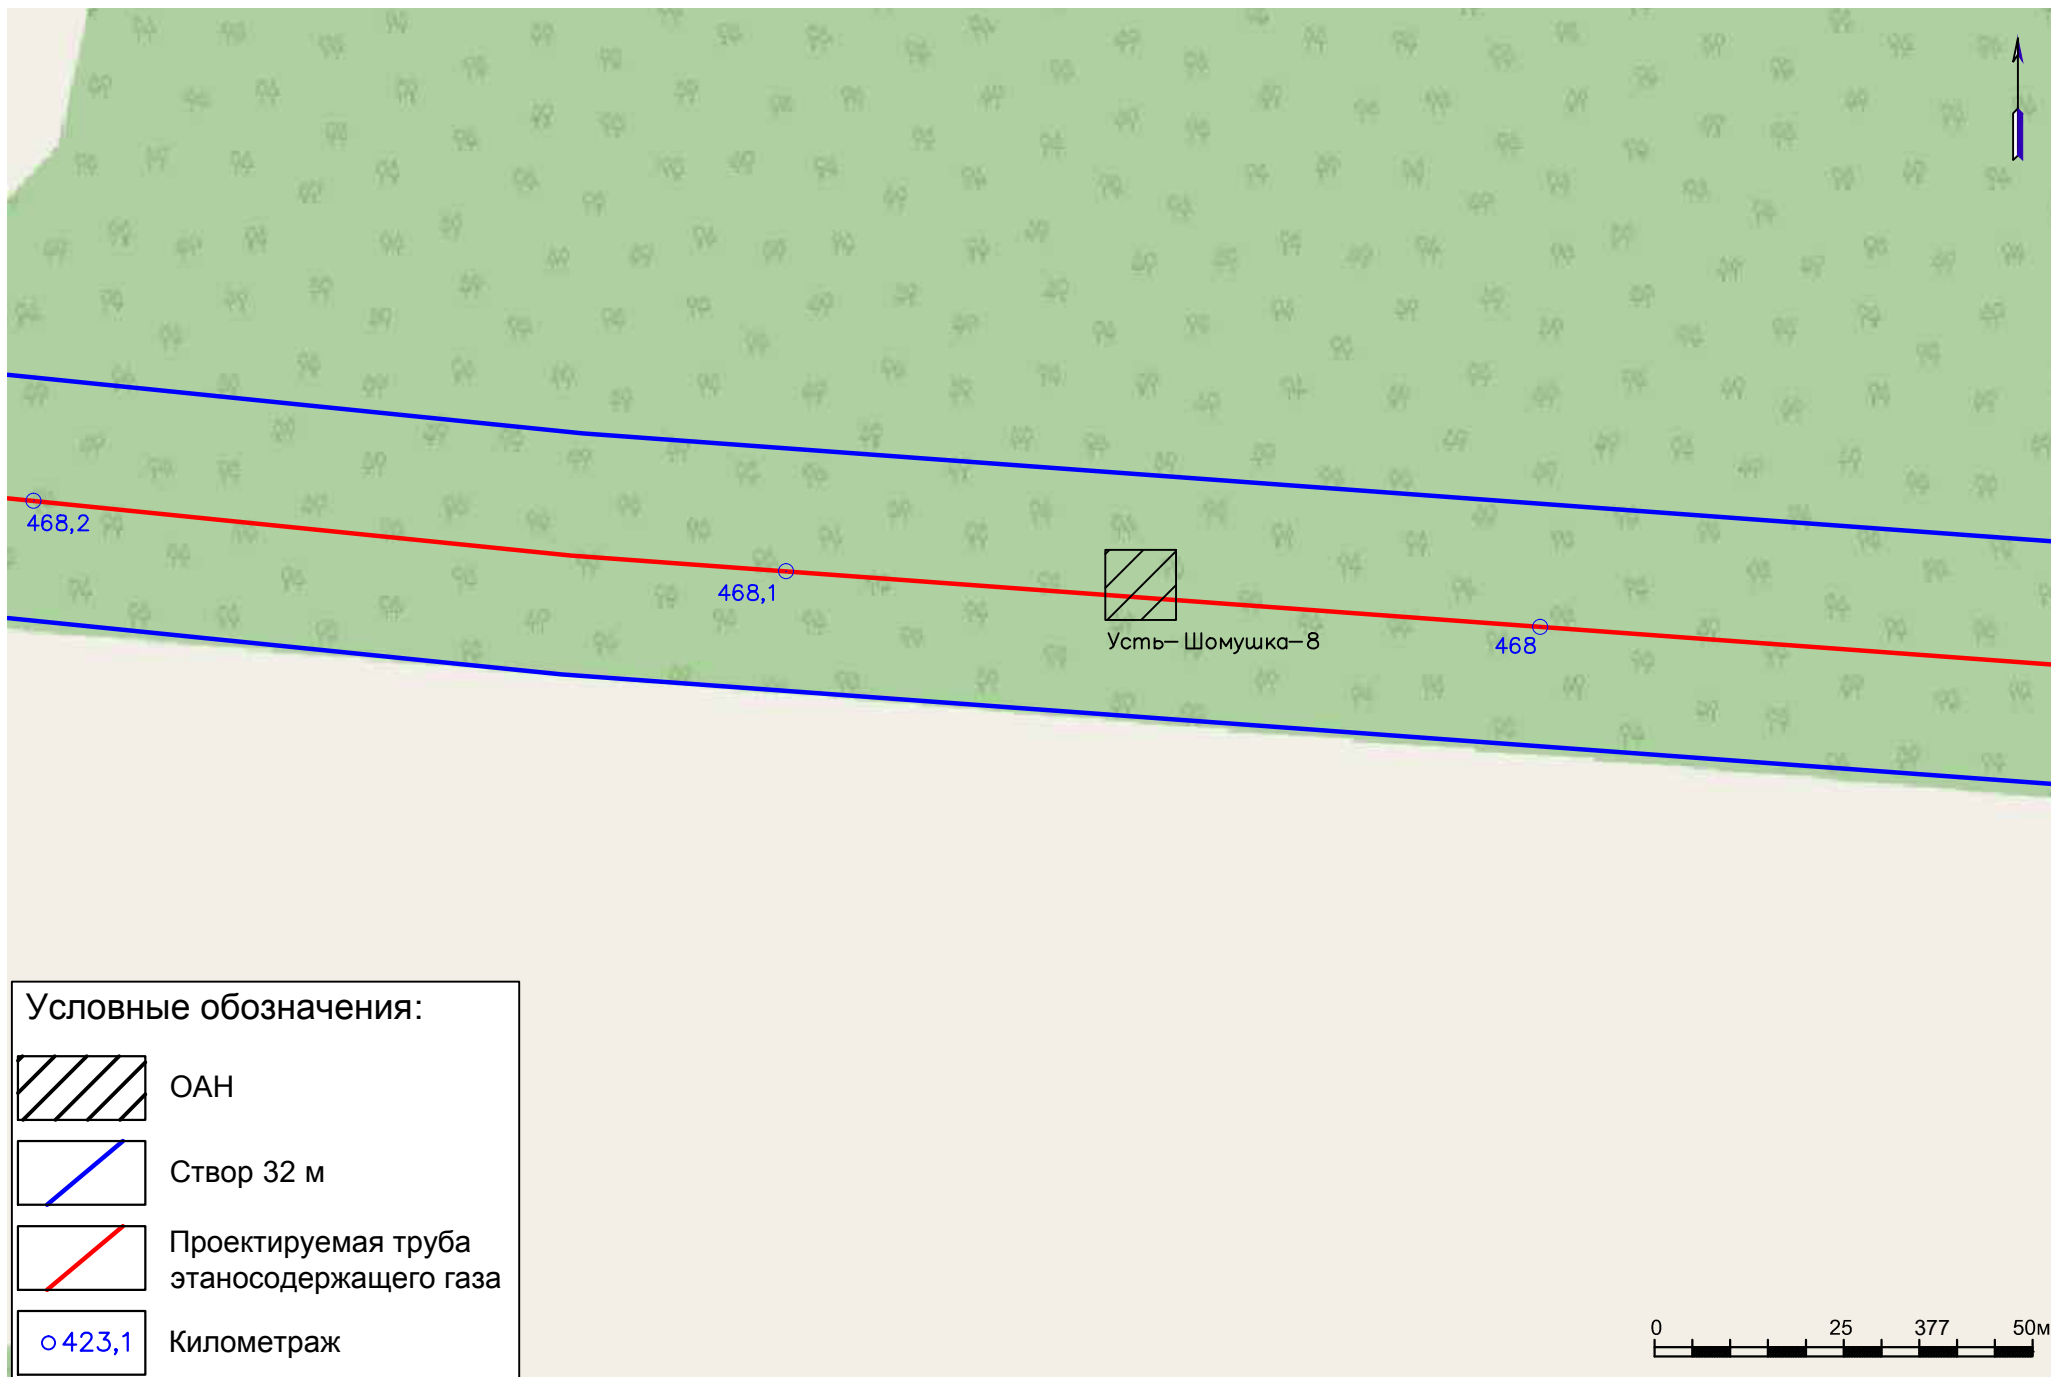 468,2
468,1
468
Усть-Шомушка-8
Условные обозначения:
ОАН
Створ 32 м
Проектируемая труба
этаносодержащего газа
423,1 Километраж
0 25 377 50м